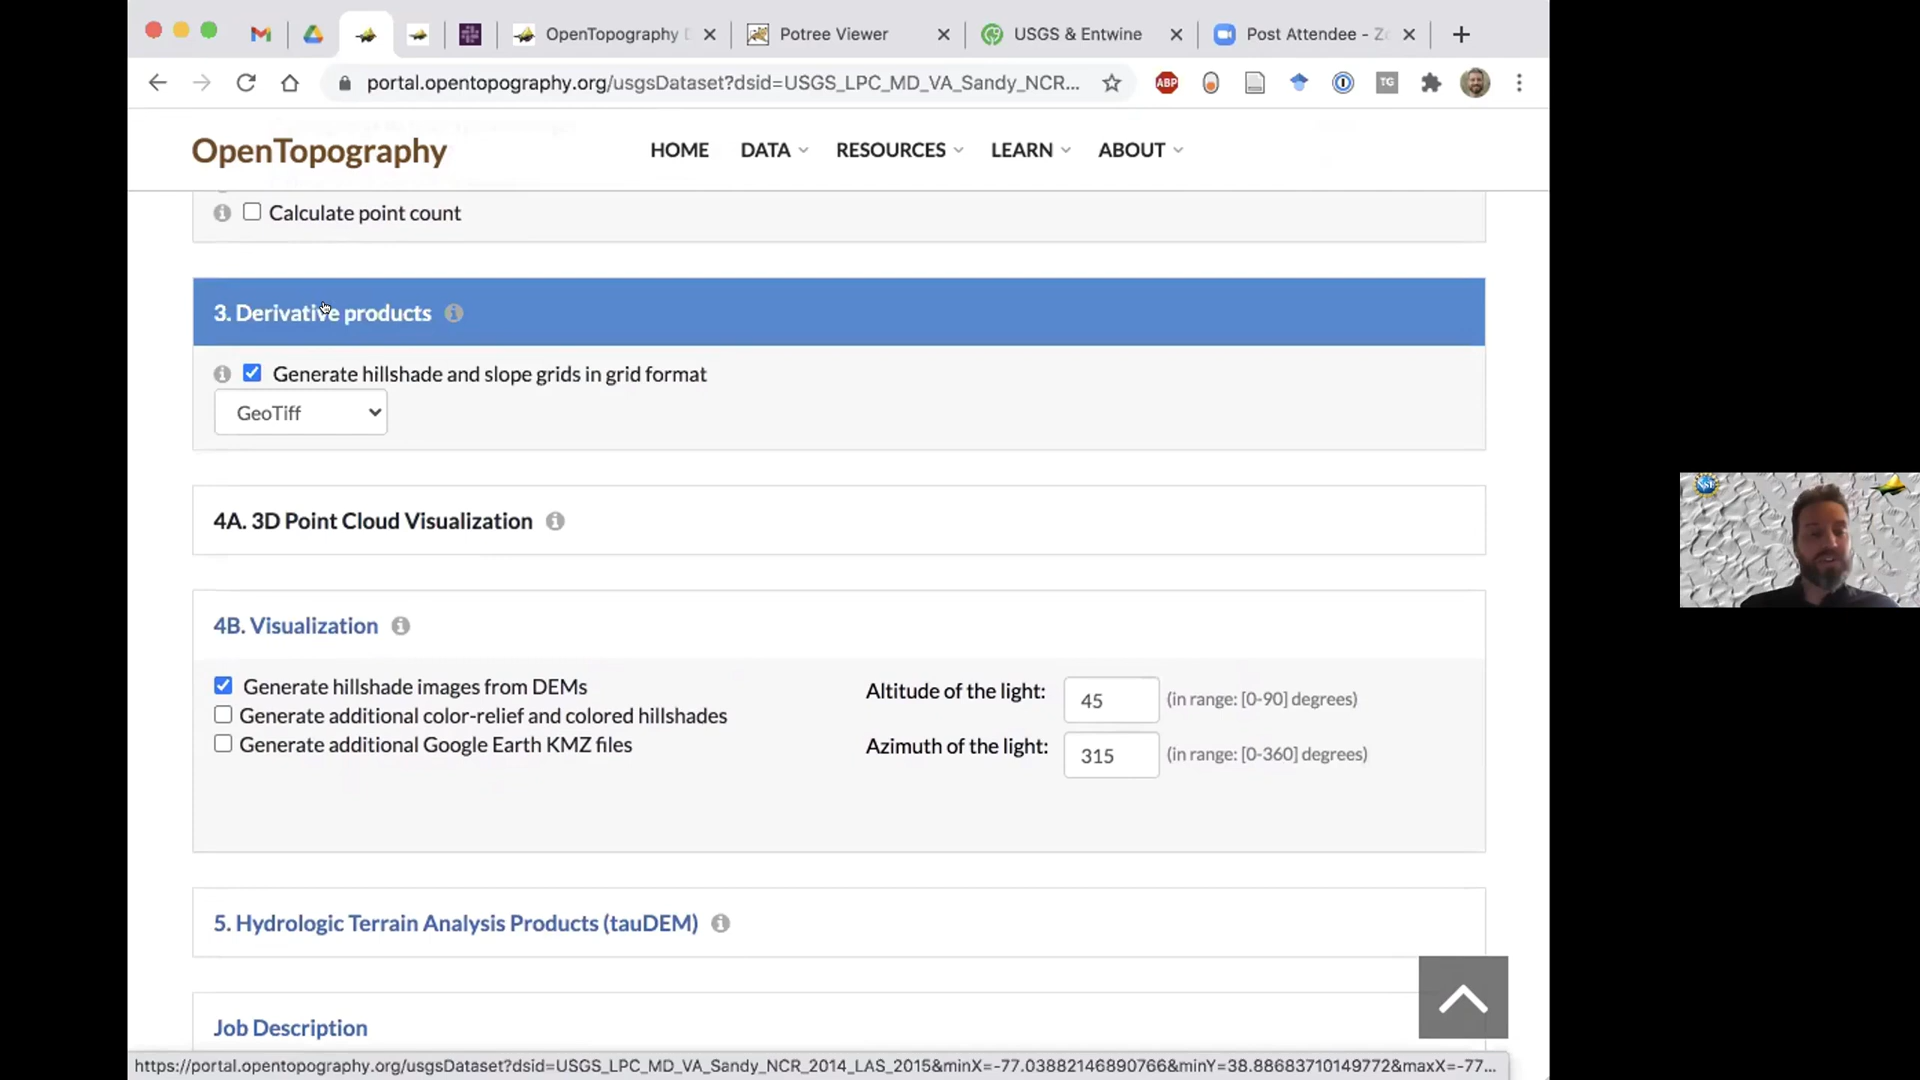 OpenTopography D
Potree Viewer
USGS & Entwine
Post Attendee - Zo
portal.opentopography.org/usgsDataset?dsid=USGS_LPC_MD_VA_Sandy_NCR...
ABP
TG
OpenTopography
HOME
DATA
RESOURCES
LEARN
ABOUT
Calculate point count
3. Derivative products
Generate hillshade and slope grids in grid format
GeoTiff
4A. 3D Point Cloud Visualization
4B. Visualization
Generate hillshade images from DEMs
Altitude of the light: 45 (in range: [0-90] degrees)
Generate additional color-relief and colored hillshades
Generate additional Google Earth KMZ files
Azimuth of the light: 315 (in range: [0-360] degrees)
NSF
5. Hydrologic Terrain Analysis Products (tauDEM)
Job Description
https://portal.opentopography.org/usgsDataset?dsid=USGS_LPC_MD_VA_Sandy_NCR_2014_LAS_2015&minX=-77.03882146890766&minY=38.88683710149772&maxX=-77...